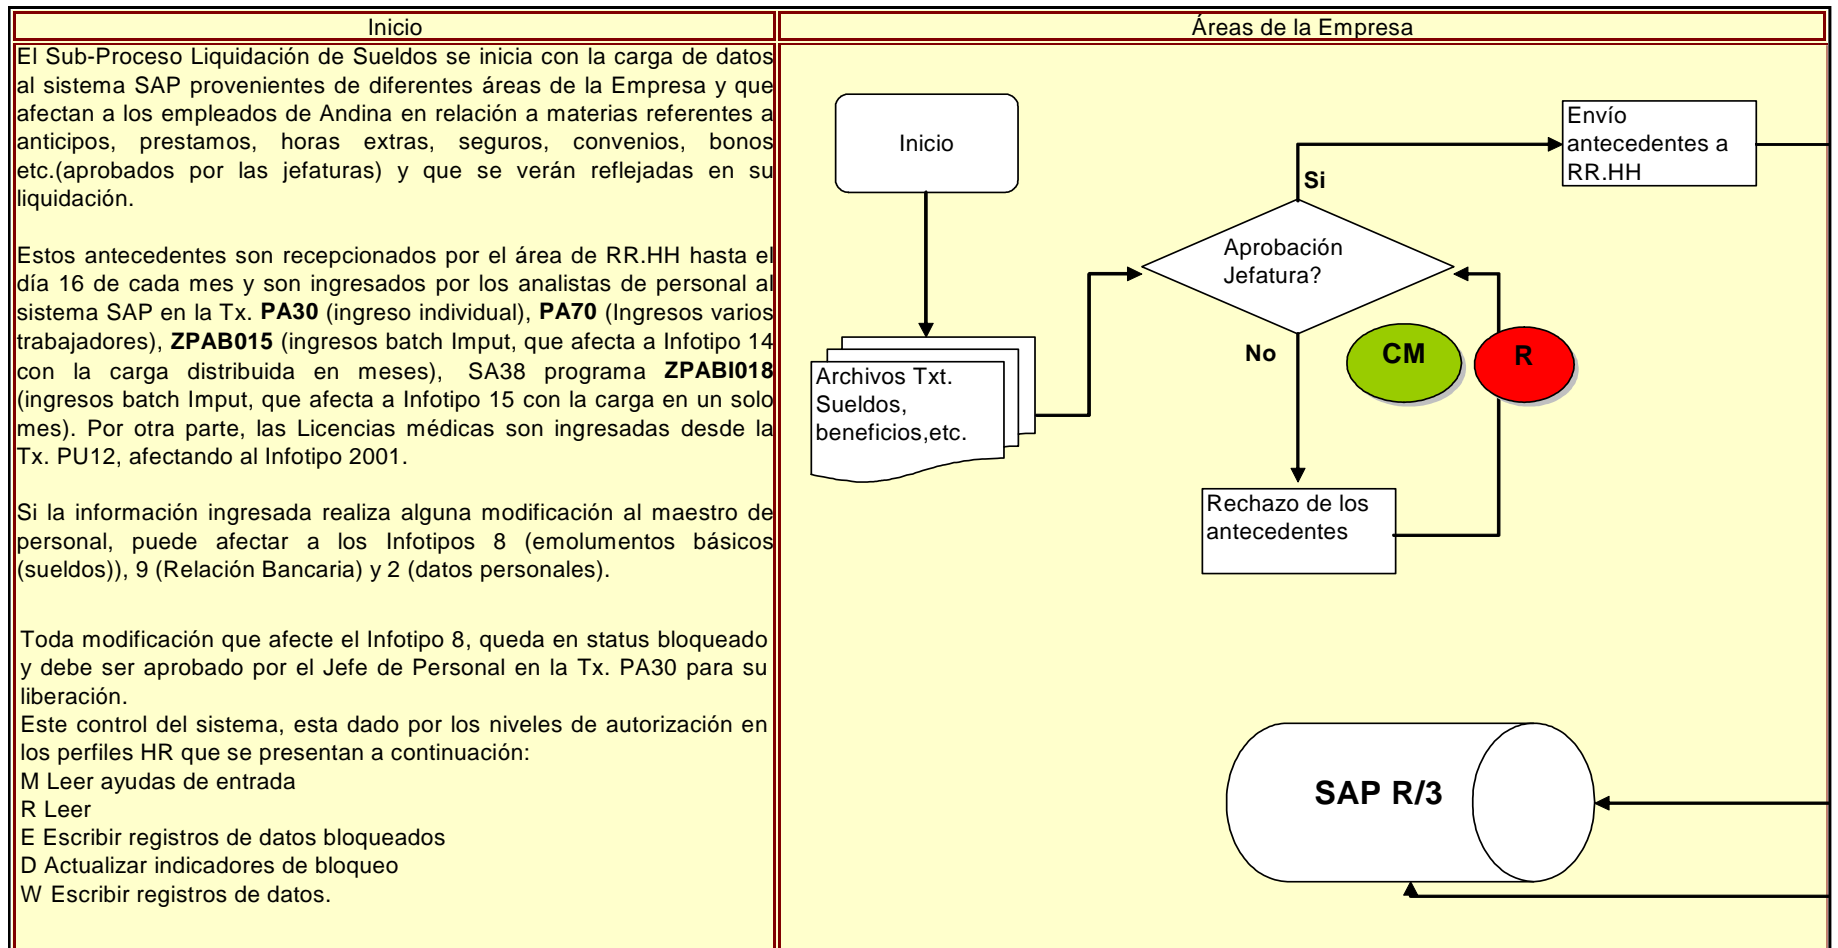 Inicio
El Sub-Proceso Liquidación de Sueldos se inicia con la carga de datos
al sistema SAP provenientes de diferentes áreas de la Empresa y que
afectan a los empleados de Andina en relación a materias referentes a
anticipos, prestamos, horas extras, seguros, convenios, bonos
etc.(aprobados por las jefaturas) y que se verán reflejadas en su
liquidación.
Estos antecedentes son recepcionados por el área de RR.HH hasta el
día 16 de cada mes y son ingresados por los analistas de personal al
sistema SAP en la Tx. PA30 (ingreso individual), PA70 (Ingresos varios
trabajadores), ZPAB015 (ingresos batch Imput, que afecta a Infotipo 14
con la carga distribuida en meses), SA38 programa ZPABI018
(ingresos batch Imput, que afecta a Infotipo 15 con la carga en un solo
mes). Por otra parte, las Licencias médicas son ingresadas desde la
Tx. PU12, afectando al Infotipo 2001.
Si la información ingresada realiza alguna modificación al maestro de
personal, puede afectar a los Infotipos 8 (emolumentos básicos
(sueldos)), 9 (Relación Bancaria) y 2 (datos personales).
Toda modificación que afecte el Infotipo 8, queda en status bloqueado
y debe ser aprobado por el Jefe de Personal en la Tx. PA30 para su
liberación.
Este control del sistema, esta dado por los niveles de autorización en
los perfiles HR que se presentan a continuación:
M Leer ayudas de entrada
R Leer
E Escribir registros de datos bloqueados
D Actualizar indicadores de bloqueo
W Escribir registros de datos.
Áreas de la Empresa
Inicio
Envío
antecedentes a
RR.HH
Si
Aprobación
Jefatura?
No
CM
R
Archivos Txt.
Sueldos,
beneficios,etc.
Rechazo de los
antecedentes
SAP R/3